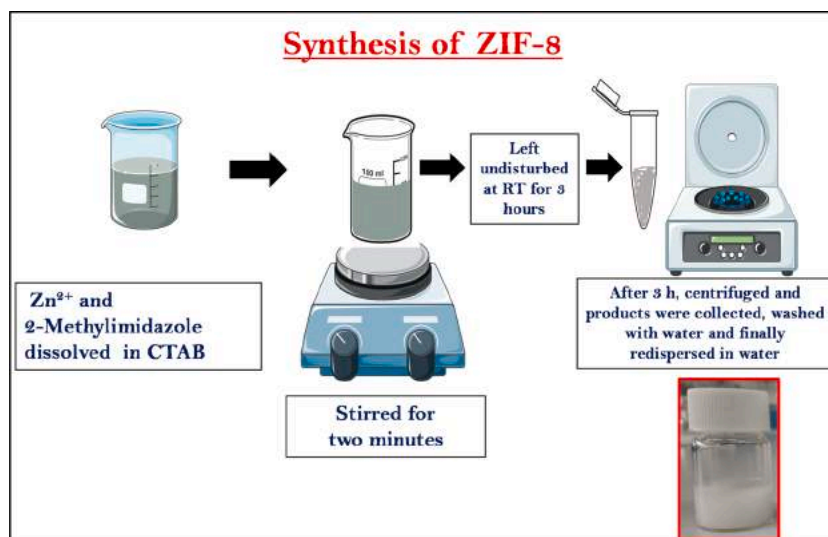 Synthesis of ZIF-8
Zn²⁺ and
2-Methylimidazole
dissolved in CTAB
150 ml
Stirred for
two minutes
Left
undisturbed
at RT for 3
hours
After 3 h, centrifuged and
products were collected, washed
with water and finally
redispersed in water